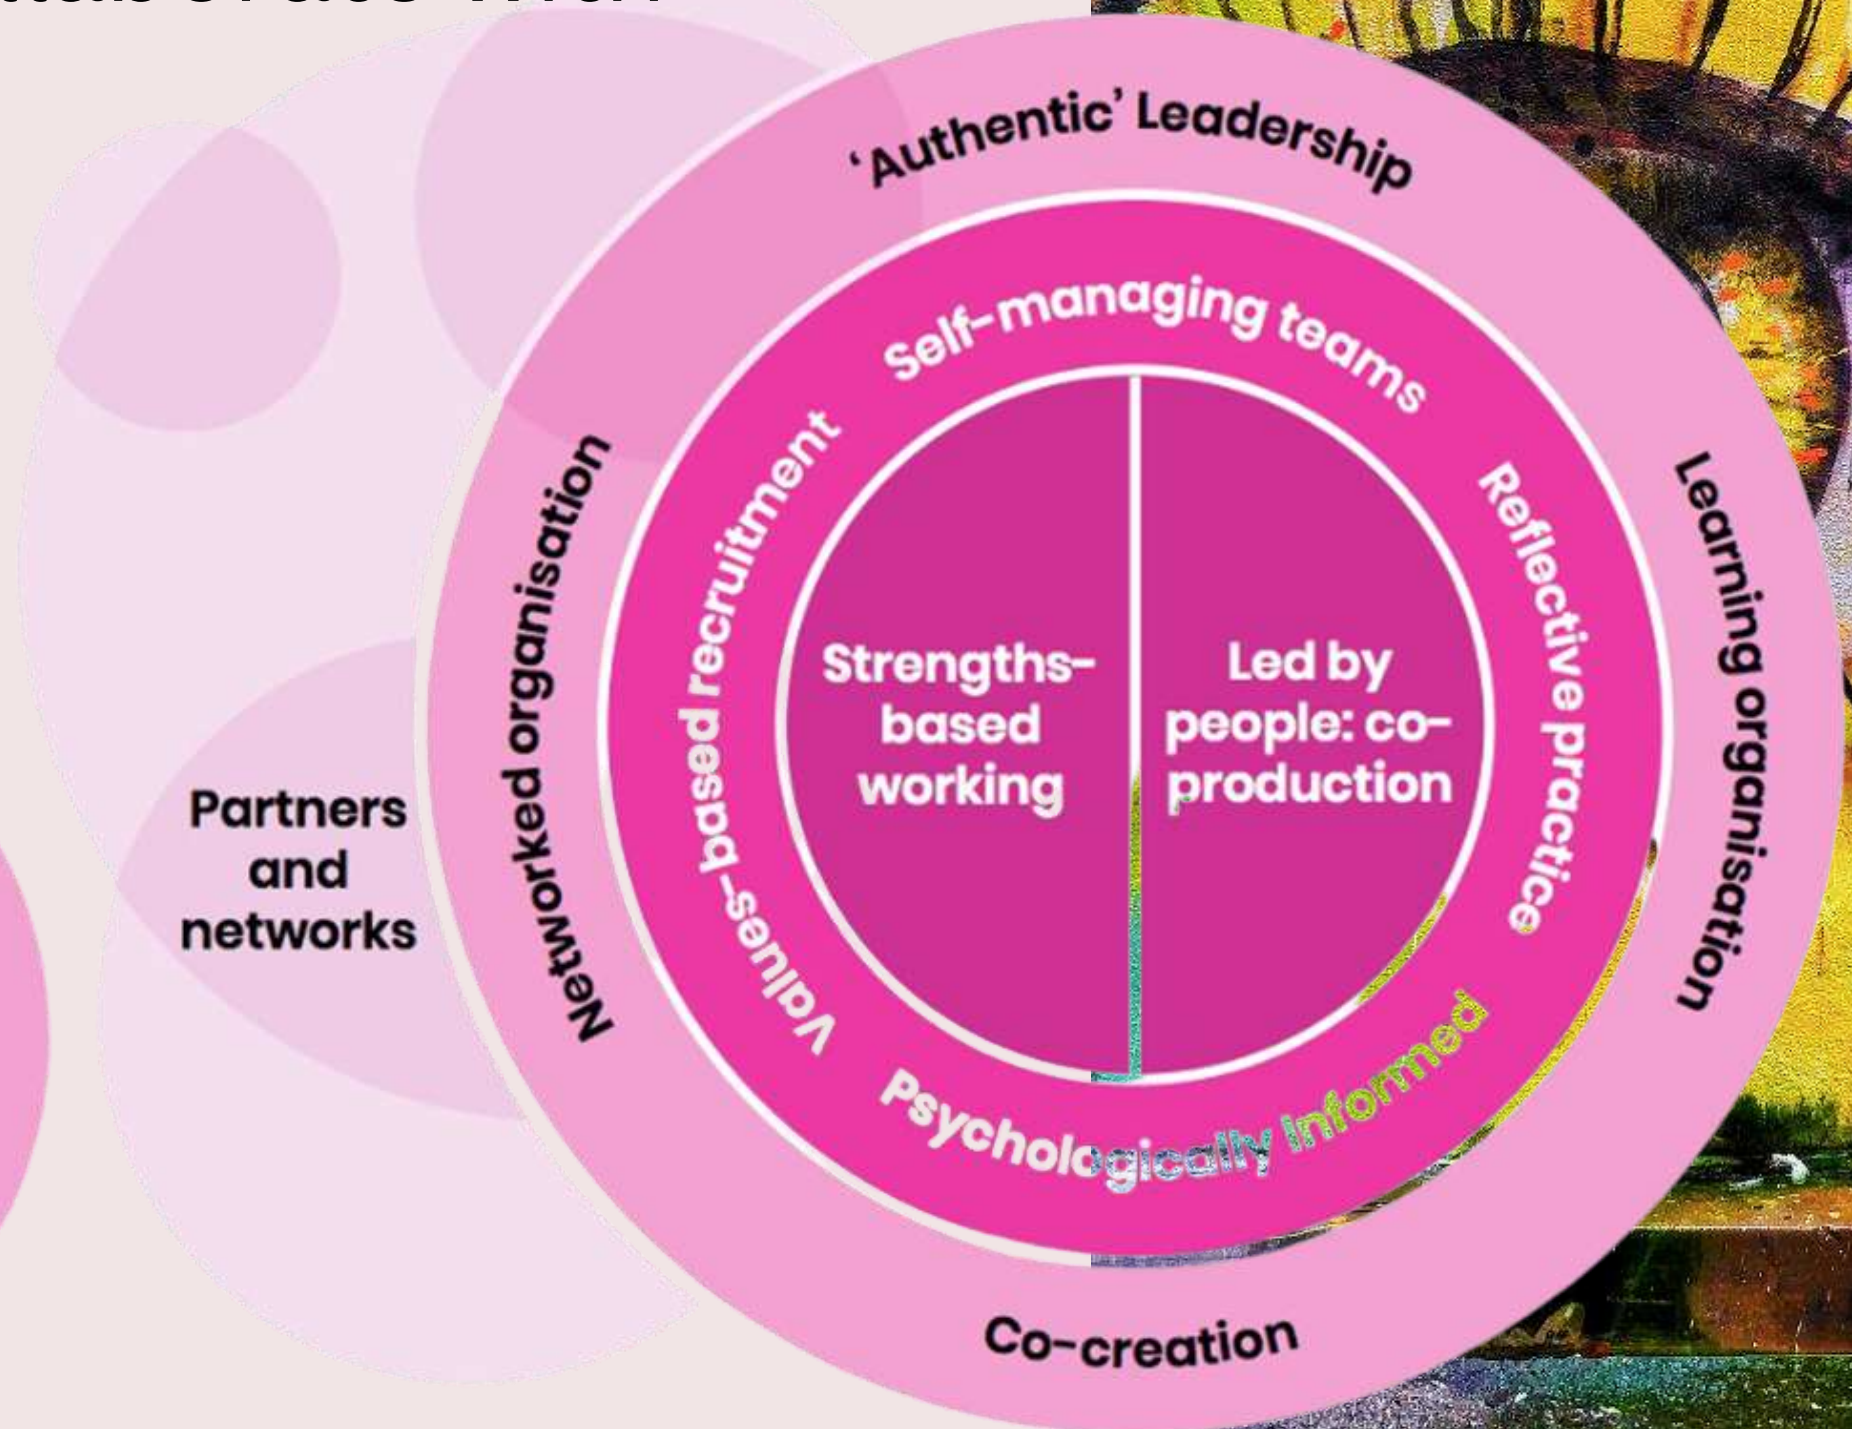 ‘Authentic’ Leadership
Self-managing teams
Networked organisation
Values-based recruitment
Reflective practice
Learning organisation
Strengths-
based
working
Led by
people: co-
production
Partners
and
networks
Psychologically Informed
Co-creation